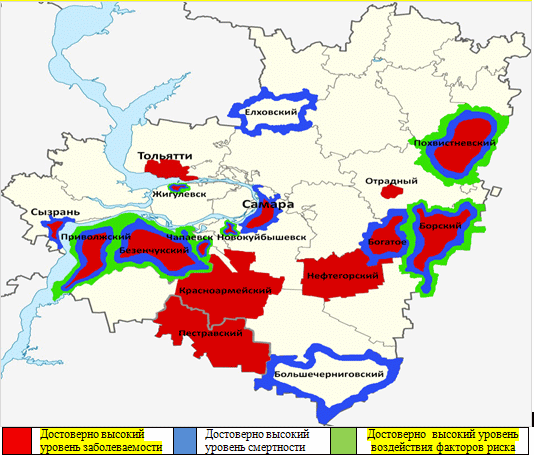 Елховский
Похвистневский
Тольятти
Отрадный
Жигулевск
Сызрань
Самара
Приволжский
Чапаевск
Новокуйбышевск
Борский
Безенчукский
Богатое
Нефтегорский
Красноармейский
Пестравский
Большечерниговский
Достоверно высокий
уровень заболеваемости
Достоверно высокий
уровень смертности
Достоверно высокий уровень
воздействия факторов риска